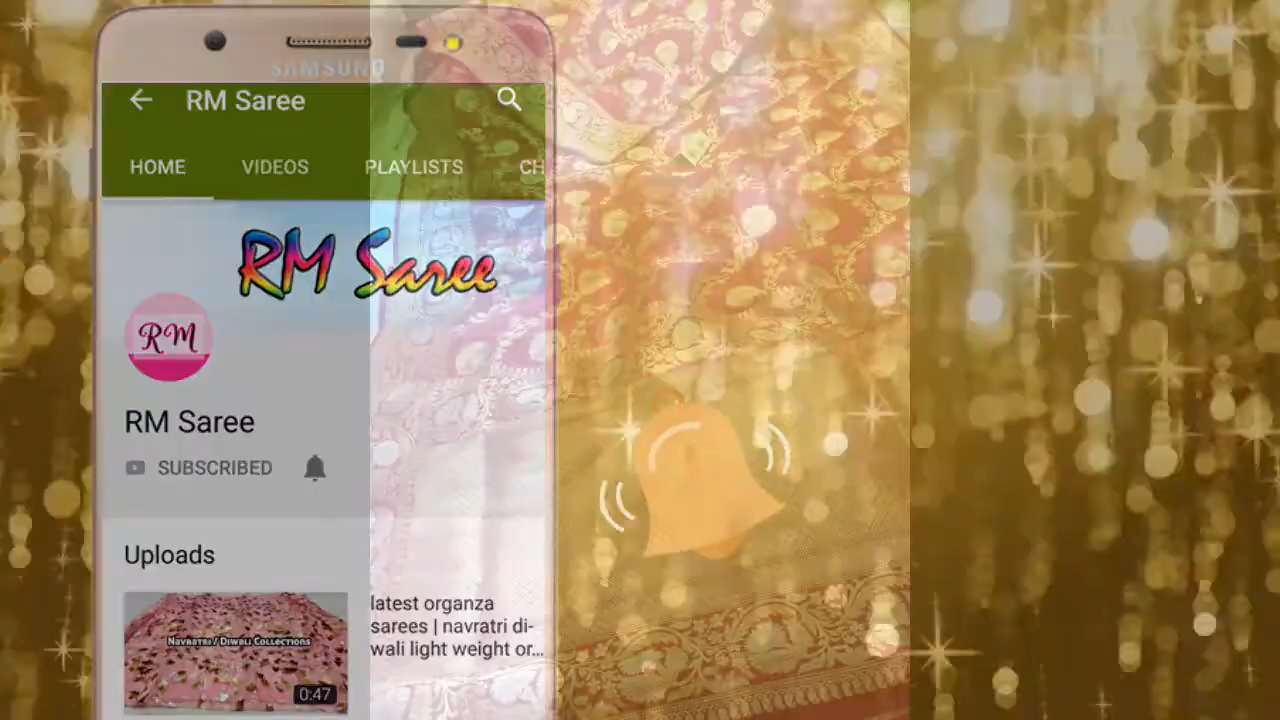 SAMSUNG
RM Saree
HOME VIDEOS PLAYLISTS CH
RM Saree
RM
RM Saree
SUBSCRIBED
Uploads
NAVRATRI / DIWALI COLLECTIONS
0:47
latest organza
sarees | navratri di-
wali light weight or...